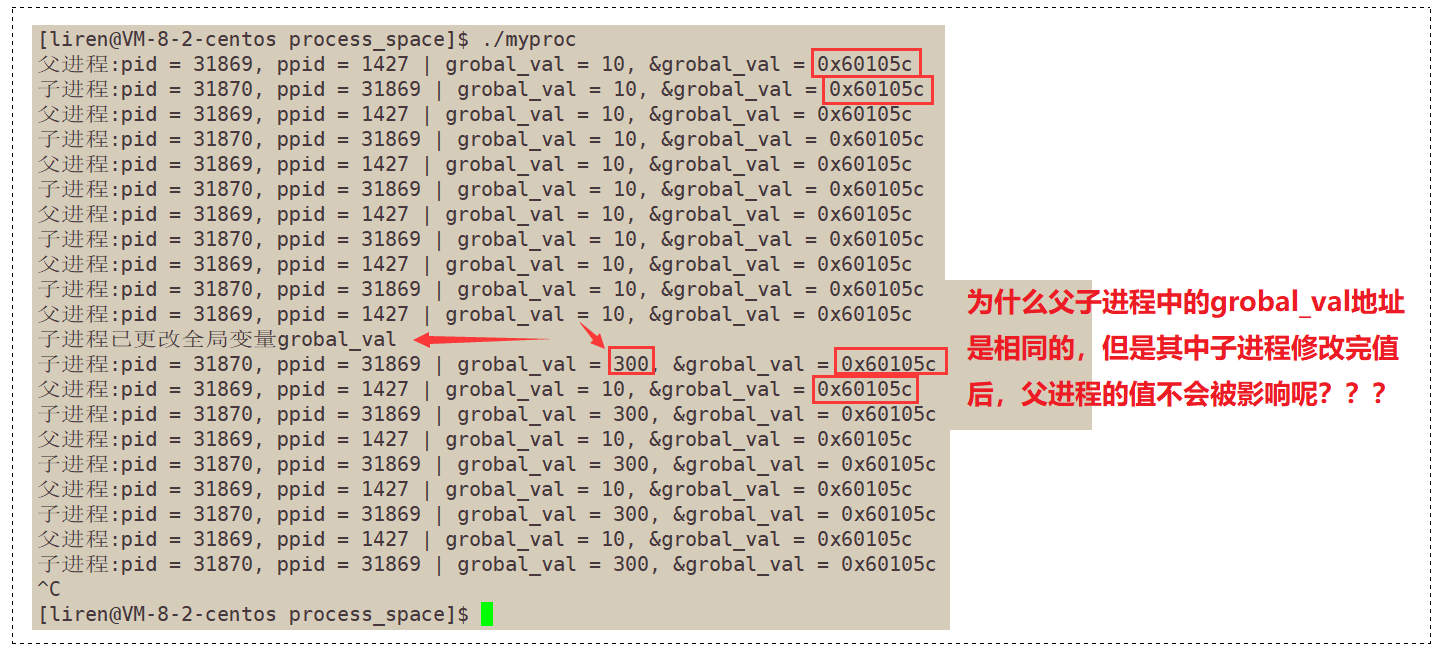 [liren@VM-8-2-centos process_space]$ ./myproc
父进程:pid = 31869, ppid = 1427 | grobal_val = 10, &grobal_val = 0x60105c
子进程:pid = 31870, ppid = 31869 | grobal_val = 10, &grobal_val = 0x60105c
父进程:pid = 31869, ppid = 1427 | grobal_val = 10, &grobal_val = 0x60105c
子进程:pid = 31870, ppid = 31869 | grobal_val = 10, &grobal_val = 0x60105c
父进程:pid = 31869, ppid = 1427 | grobal_val = 10, &grobal_val = 0x60105c
子进程:pid = 31870, ppid = 31869 | grobal_val = 10, &grobal_val = 0x60105c
父进程:pid = 31869, ppid = 1427 | grobal_val = 10, &grobal_val = 0x60105c
子进程:pid = 31870, ppid = 31869 | grobal_val = 10, &grobal_val = 0x60105c
父进程:pid = 31869, ppid = 1427 | grobal_val = 10, &grobal_val = 0x60105c
子进程:pid = 31870, ppid = 31869 | grobal_val = 10, &grobal_val = 0x60105c
父进程:pid = 31869, ppid = 1427 | grobal_val = 10, &grobal_val = 0x60105c
子进程已更改全局变量grobal_val
子进程:pid = 31870, ppid = 31869 | grobal_val = 300, &grobal_val = 0x60105c
父进程:pid = 31869, ppid = 1427 | grobal_val = 10, &grobal_val = 0x60105c
子进程:pid = 31870, ppid = 31869 | grobal_val = 300, &grobal_val = 0x60105c
父进程:pid = 31869, ppid = 1427 | grobal_val = 10, &grobal_val = 0x60105c
子进程:pid = 31870, ppid = 31869 | grobal_val = 300, &grobal_val = 0x60105c
父进程:pid = 31869, ppid = 1427 | grobal_val = 10, &grobal_val = 0x60105c
子进程:pid = 31870, ppid = 31869 | grobal_val = 300, &grobal_val = 0x60105c
父进程:pid = 31869, ppid = 1427 | grobal_val = 10, &grobal_val = 0x60105c
子进程:pid = 31870, ppid = 31869 | grobal_val = 300, &grobal_val = 0x60105c
^C
[liren@VM-8-2-centos process_space]$
为什么父子进程中的grobal_val地址
是相同的，但是其中子进程修改完值
后，父进程的值不会被影响呢？？？